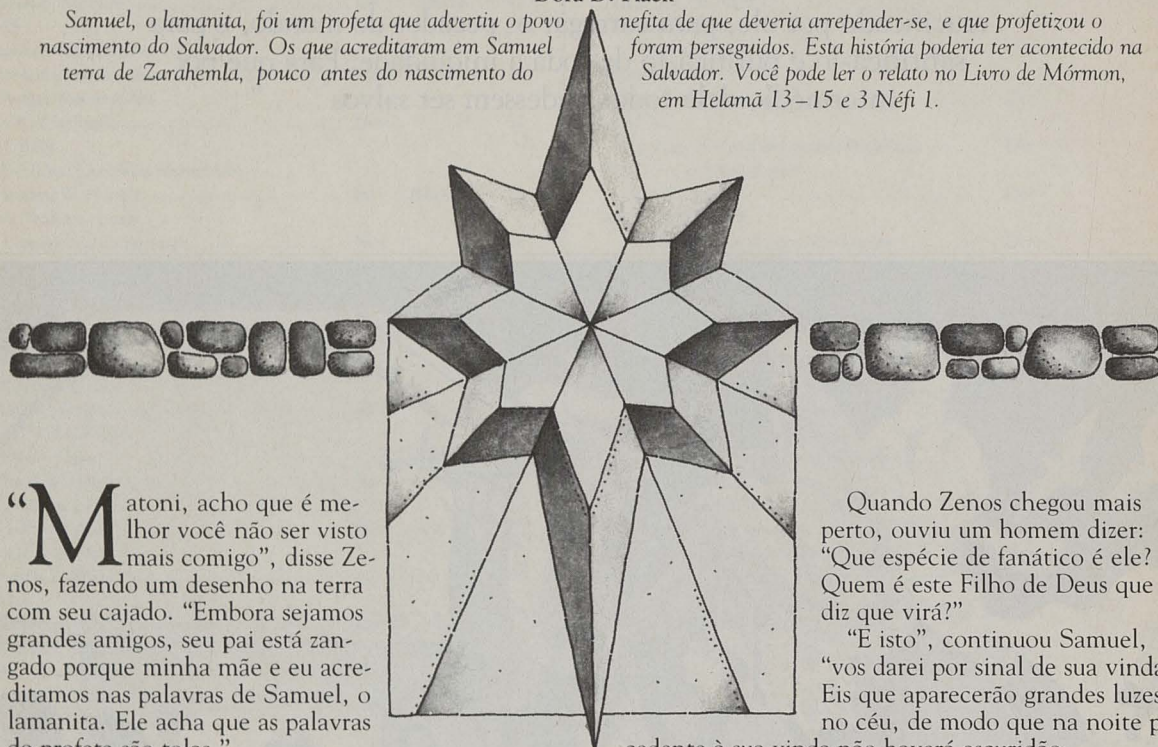 Samuel, o lamanita, foi um profeta que advertiu o povo
nascimento do Salvador. Os que acreditaram em Samuel
terra de Zarahemla, pouco antes do nascimento do
nefita de que deveria arrepender-se, e que profetizou o
foram perseguidos. Esta história poderia ter acontecido na
Salvador. Você pode ler o relato no Livro de Mórmon,
em Helamã 13–15 e 3 Néfi 1.
“Matoni, acho que é me-
lhor você não ser visto
mais comigo”, disse Ze-
nos, fazendo um desenho na terra
com seu cajado. “Embora sejamos
grandes amigos, seu pai está zan-
gado porque minha mãe e eu acre-
ditamos nas palavras de Samuel, o
lamanita. Ele acha que as palavras
Quando Zenos chegou mais
perto, ouviu um homem dizer:
“Que espécie de fanático é ele?
Quem é este Filho de Deus que
diz que virá?”
“E isto”, continuou Samuel,
“vos darei por sinal de sua vinda
Eis que aparecerão grandes luzes
no céu, de modo que na noite